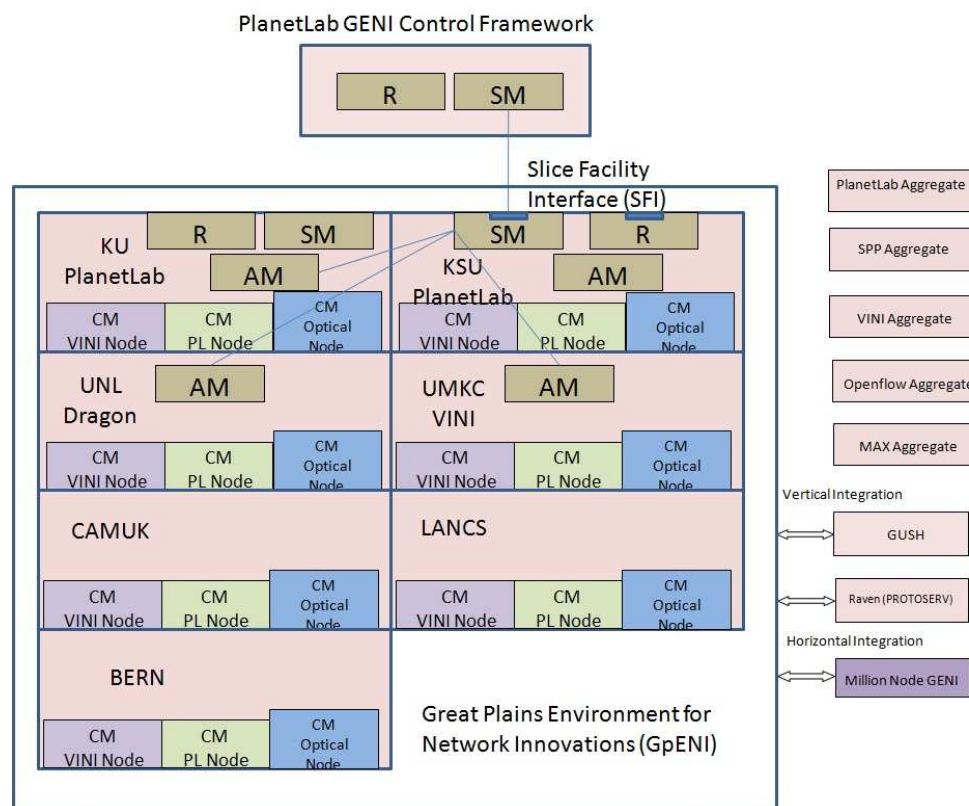 PlanetLab GENI Control Framework
R
SM
Slice Facility
Interface (SFI)
KU
PlanetLab
R
SM
AM
CM
VINI Node
CM
PL Node
CM
Optical
Node
SM
R
KSU
PlanetLab
AM
CM
VINI Node
CM
PL Node
CM
Optical
Node
UNL
Dragon
AM
CM
VINI Node
CM
PL Node
CM
Optical
Node
UMKC
VINI
AM
CM
VINI Node
CM
PL Node
CM
Optical
Node
CAMUK
CM
VINI Node
CM
PL Node
CM
Optical
Node
LANCS
CM
VINI Node
CM
PL Node
CM
Optical
Node
BERN
CM
VINI Node
CM
PL Node
CM
Optical
Node
Great Plains Environment for
Network Innovations (GpENI)
PlanetLab Aggregate
SPP Aggregate
VINI Aggregate
Openflow Aggregate
MAX Aggregate
Vertical Integration
GUSH
Raven (PROTOSERV)
Horizontal Integration
Million Node GENI